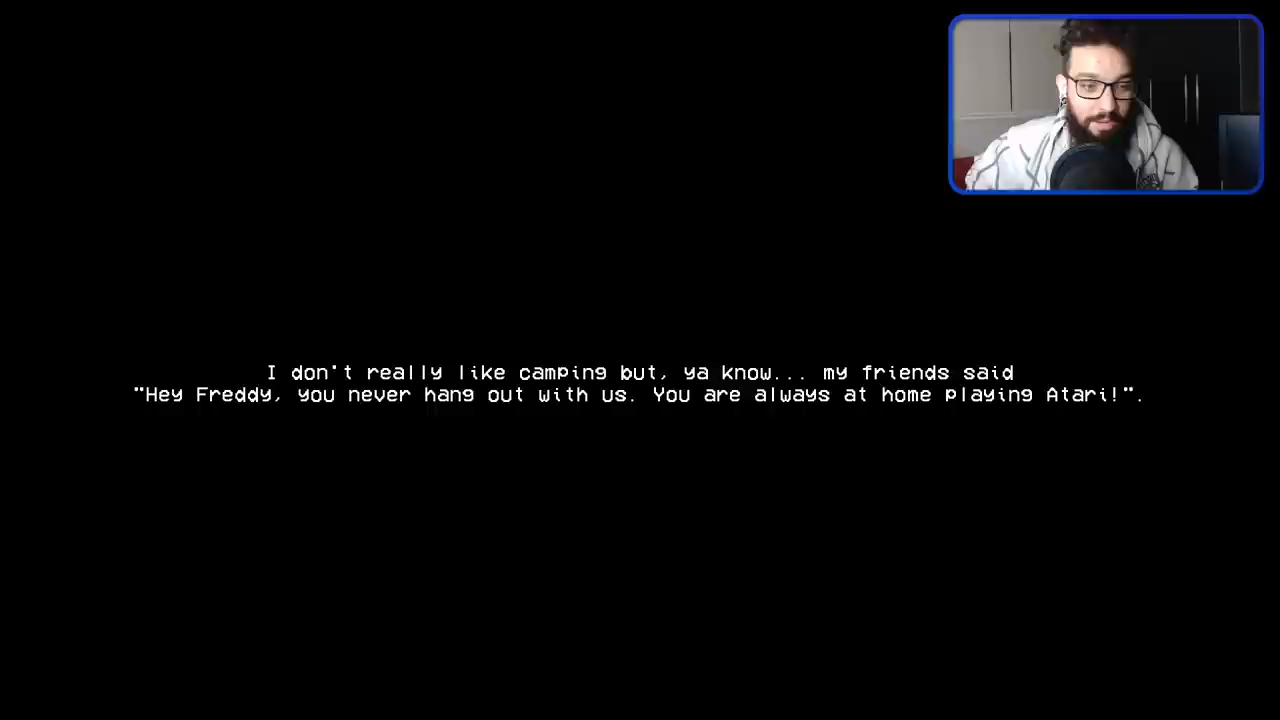 I don't really like camping but, ya know... my friends said
"Hey Freddy, you never hang out with us. You are always at home playing Atari!".